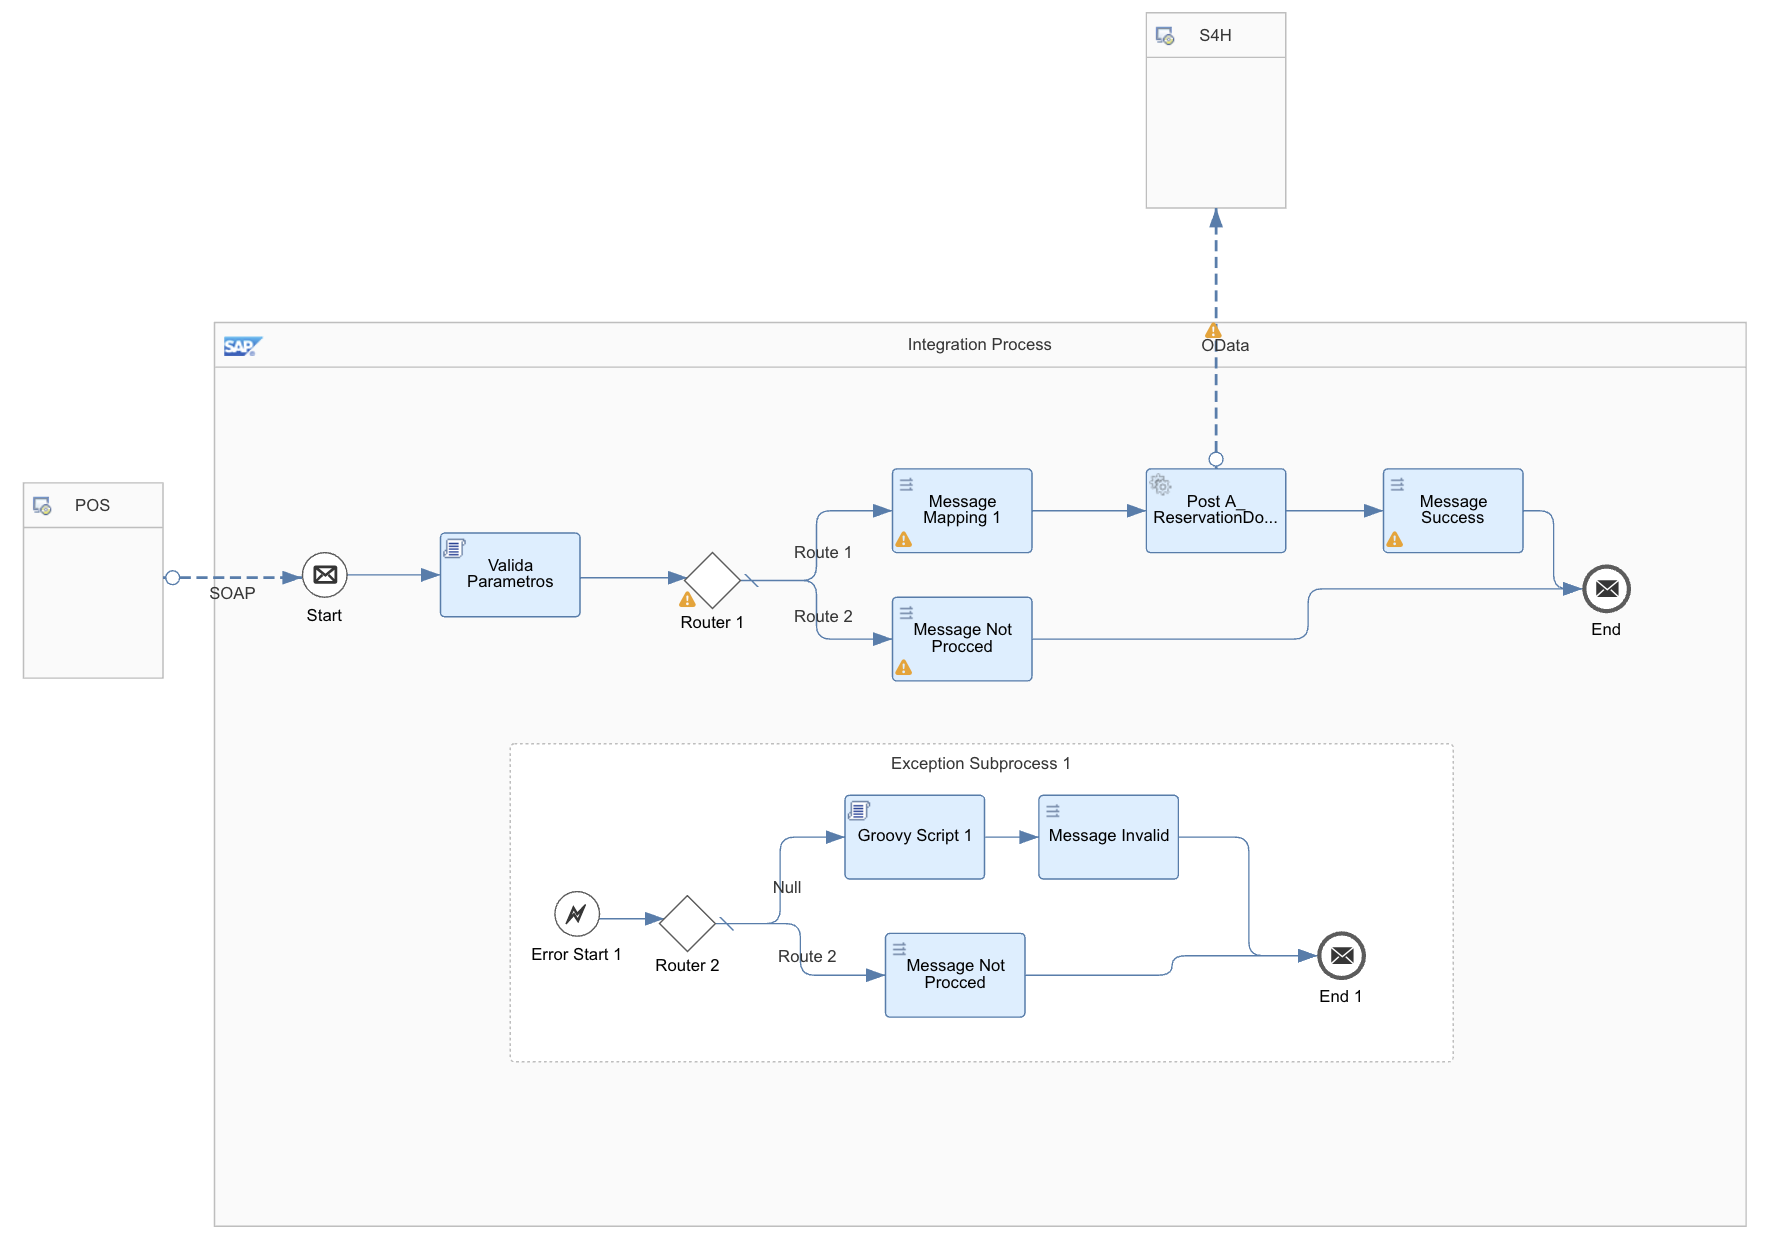 S4H
SAP
Integration Process
OData
POS
SOAP
Start
Valida
Parametros
Router 1
Route 1
Route 2
Message
Mapping 1
Post A_
ReservationDo...
Message
Success
Message Not
Procced
End
Exception Subprocess 1
Error Start 1
Router 2
Null
Route 2
Groovy Script 1
Message Invalid
Message Not
Procced
End 1